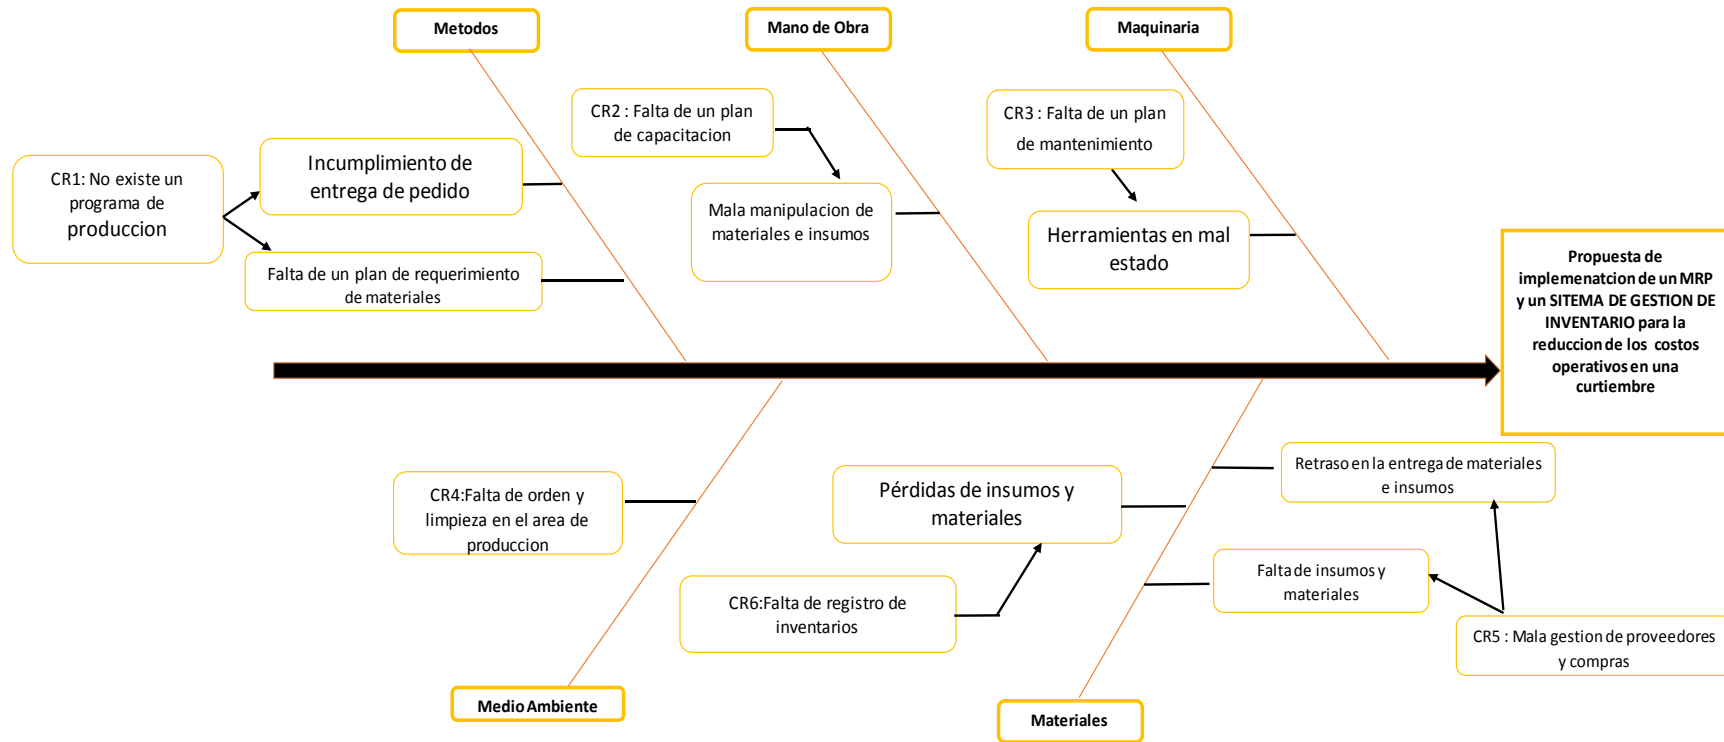 Metodos
Mano de Obra
Maquinaria
CR1: No existe un
programa de
produccion
Incumplimiento de
entrega de pedido
Falta de un plan de requerimiento
de materiales
CR2 : Falta de un plan
de capacitacion
Mala manipulacion de
materiales e insumos
CR3 : Falta de un plan
de mantenimiento
Herramientas en mal
estado
Propuesta de
implemenatcion de un MRP
y un SITEMA DE GESTION DE
INVENTARIO para la
reduccion de los costos
operativos en una
curtiembre
CR4:Falta de orden y
limpieza en el area de
produccion
Pérdidas de insumos y
materiales
CR6:Falta de registro de
inventarios
Retraso en la entrega de materiales
e insumos
Falta de insumos y
materiales
CR5 : Mala gestion de proveedores
y compras
Medio Ambiente
Materiales